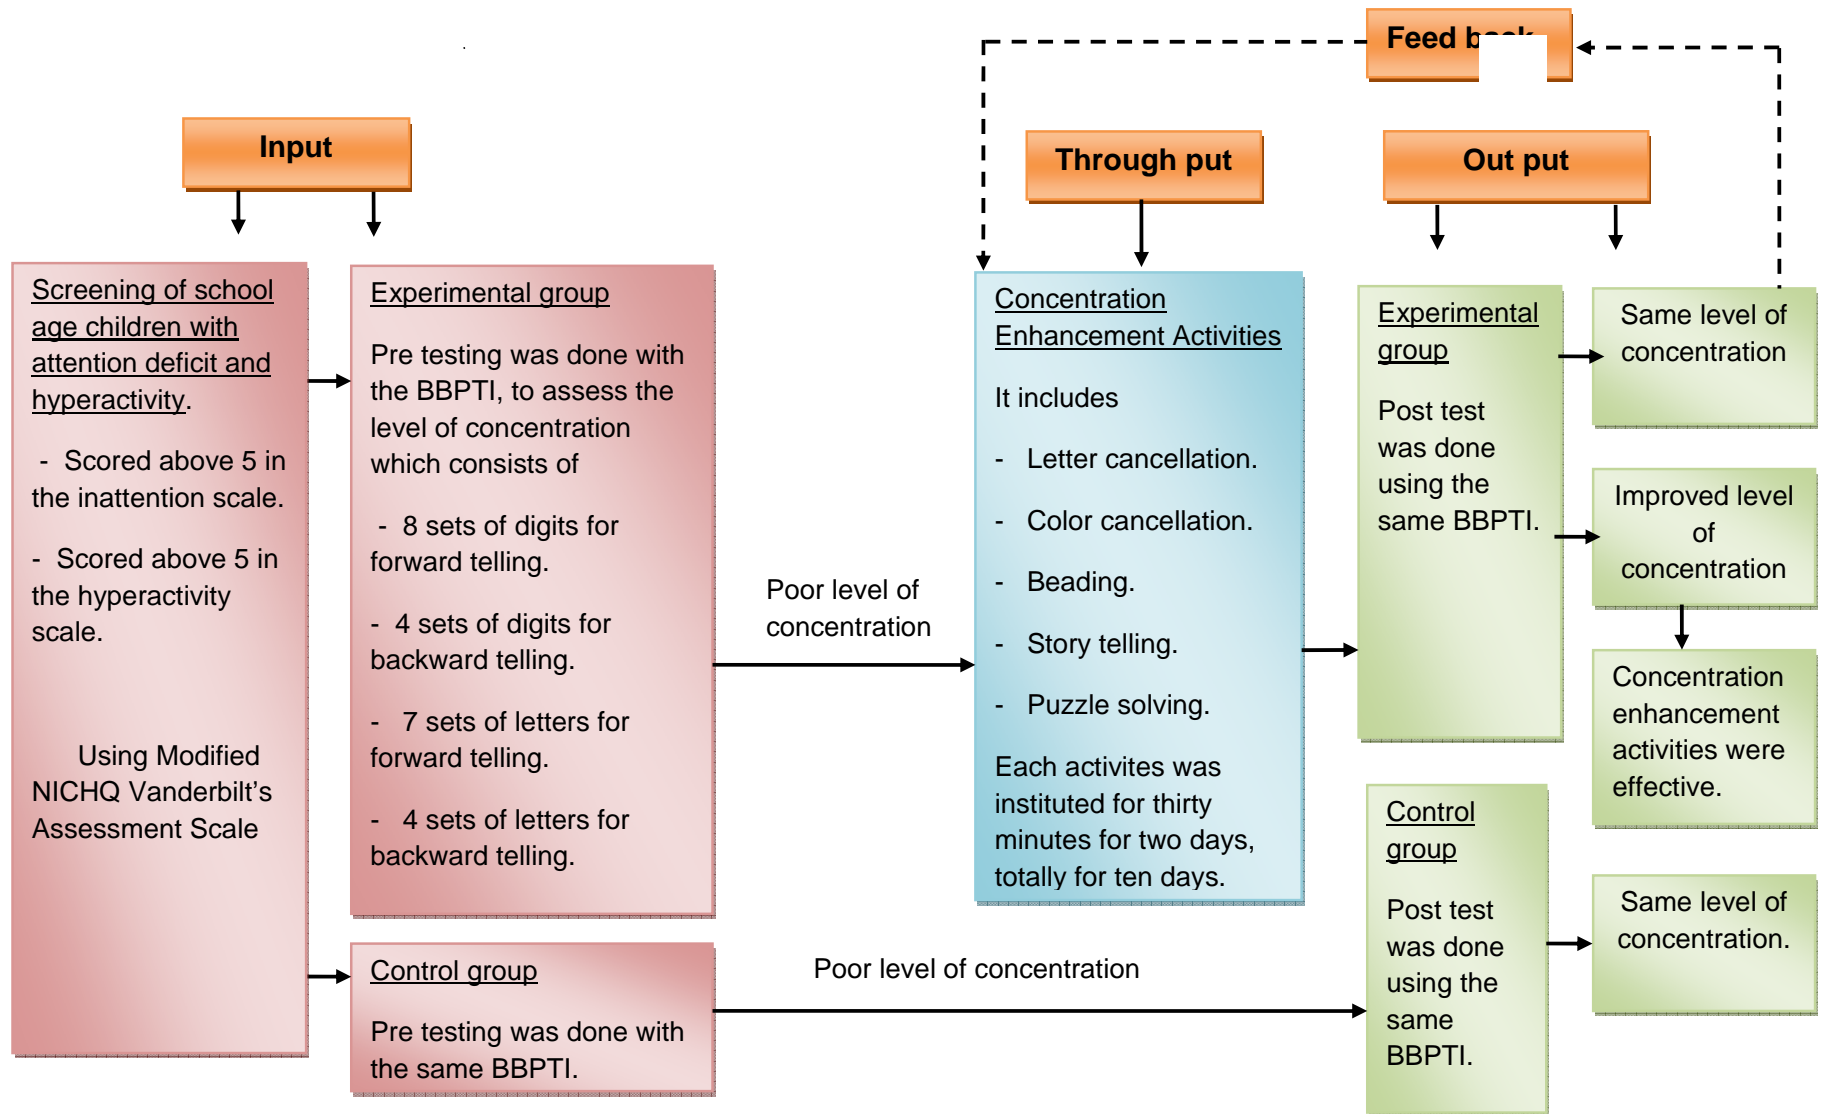 Feed back
Input
Through put
Out put
Screening of school
age children with
attention deficit and
hyperactivity.
- Scored above 5 in
the inattention scale.
- Scored above 5 in
the hyperactivity
scale.
Using Modified
NICHQ Vanderbilt’s
Assessment Scale
Experimental group
Pre testing was done with
the BBPTI, to assess the
level of concentration
which consists of
- 8 sets of digits for
forward telling.
- 4 sets of digits for
backward telling.
- 7 sets of letters for
forward telling.
- 4 sets of letters for
backward telling.
Control group
Pre testing was done with
the same BBPTI.
Poor level of
concentration
Poor level of concentration
Concentration
Enhancement Activities
It includes
- Letter cancellation.
- Color cancellation.
- Beading.
- Story telling.
- Puzzle solving.
Each activites was
instituted for thirty
minutes for two days,
totally for ten days.
Experimental
group
Post test
was done
using the
same BBPTI.
Control
group
Post test
was done
using the
same
BBPTI.
Same level of
concentration
Improved level
of
concentration
Concentration
enhancement
activities were
effective.
Same level of
concentration.